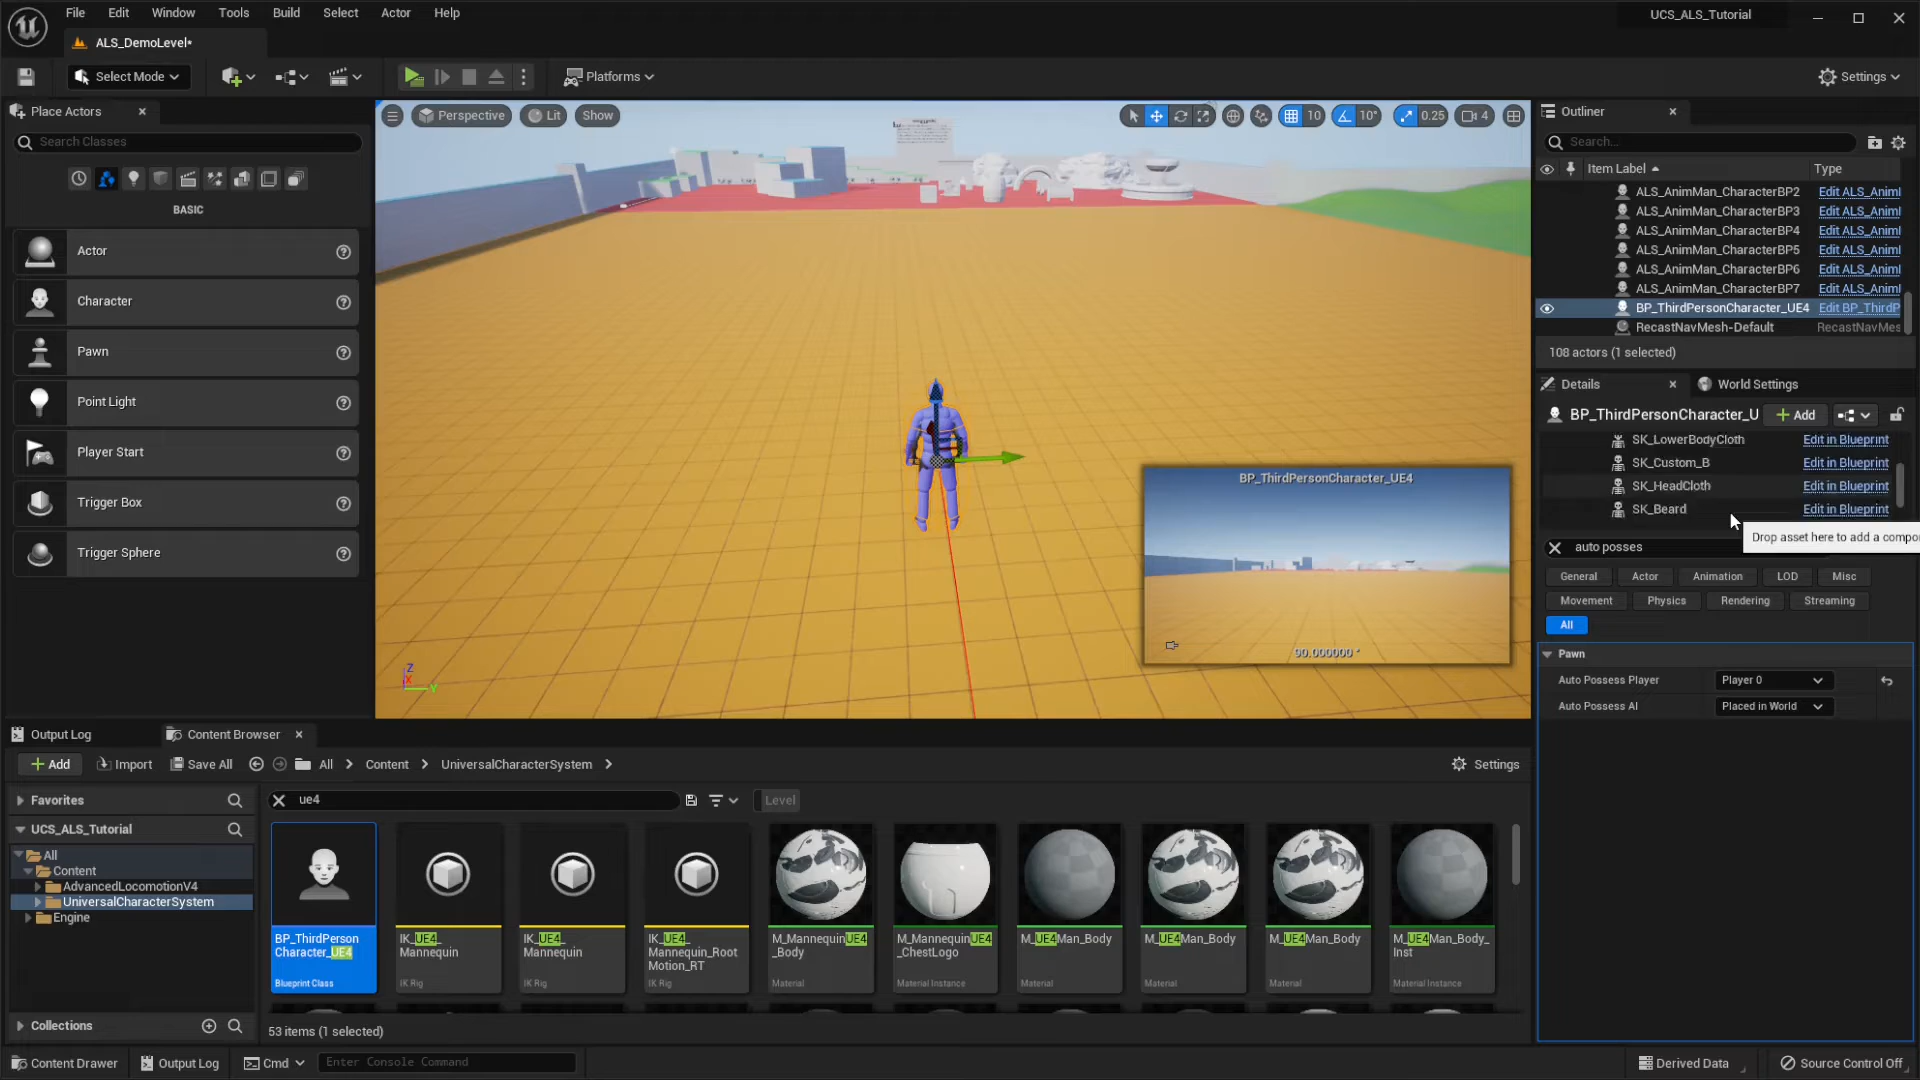 File Edit Window Tools Build Select Actor Help
UCS_ALS_Tutorial
ALS_DemoLevel*
Select Mode
Platforms
Settings
Place Actors
Search Classes
BASIC
Actor
Character
Pawn
Point Light
Player Start
Trigger Box
Trigger Sphere
Perspective
Lit
Show
10
10°
0.25
4
BP_ThirdPersonCharacter_UE4
90.000000 °
Z
X
Y
Outliner
Search...
Item Label
Type
ALS_AnimMan_CharacterBP2 Edit ALS_AnimI
ALS_AnimMan_CharacterBP3 Edit ALS_AnimI
ALS_AnimMan_CharacterBP4 Edit ALS_AnimI
ALS_AnimMan_CharacterBP5 Edit ALS_AnimI
ALS_AnimMan_CharacterBP6 Edit ALS_AnimI
ALS_AnimMan_CharacterBP7 Edit ALS_AnimI
BP_ThirdPersonCharacter_UE4 Edit BP_ThirdP
RecastNavMesh-Default RecastNavMes
108 actors (1 selected)
Details
World Settings
BP_ThirdPersonCharacter_U
Add
SK_LowerBodyCloth Edit in Blueprint
SK_Custom_B Edit in Blueprint
SK_HeadCloth Edit in Blueprint
SK_Beard Edit in Blueprint
Drop asset here to add a compo
auto posses
General Actor Animation LOD Misc
Movement Physics Rendering Streaming
All
Pawn
Auto Possess Player Player 0
Auto Possess AI Placed in World
Output Log
Content Browser
Add
Import
Save All
All
Content
UniversalCharacterSystem
Settings
Favorites
UCS_ALS_Tutorial
All
Content
AdvancedLocomotionV4
UniversalCharacterSystem
Engine
Collections
ue4
Level
BP_ThirdPerson
Character_UE4
Blueprint Class
IK_UE4_
Mannequin
IK Rig
IK_UE4_
Mannequin
IK Rig
IK_UE4_
Mannequin_Root
Motion_RT
IK Rig
M_MannequinUE4
_Body
Material
M_MannequinUE4
_ChestLogo
Material Instance
M_UE4Man_Body
Material
M_UE4Man_Body
Material
M_UE4Man_Body
Material
M_UE4Man_Body_
Inst
Material Instance
53 items (1 selected)
Content Drawer
Output Log
Cmd
Enter Console Command
Derived Data
Source Control Off